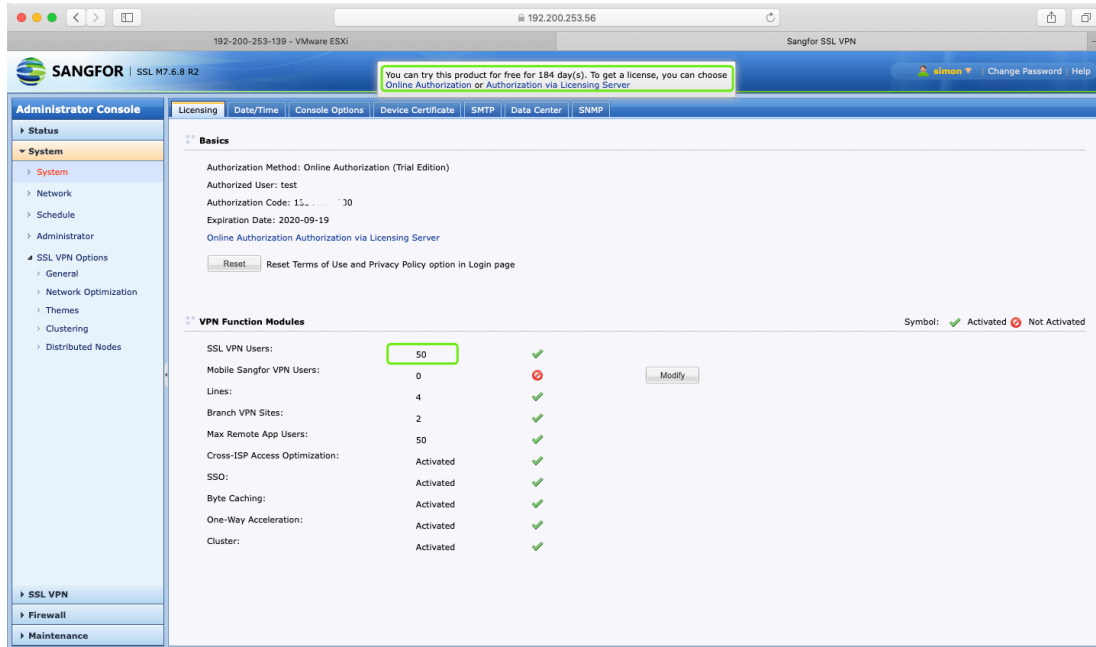 192.200.253.56
192-200-253-139 - VMware ESXi
Sangfor SSL VPN
SANGFOR | SSL M7.6.8 R2
You can try this product for free for 184 day(s). To get a license, you can choose
Online Authorization or Authorization via Licensing Server
simon | Change Password | Help
Administrator Console
Licensing Date/Time Console Options Device Certificate SMTP Data Center SNMP
Status
System
System
Network
Schedule
Administrator
SSL VPN Options
General
Network Optimization
Themes
Clustering
Distributed Nodes
SSL VPN
Firewall
Maintenance
Basics
Authorization Method: Online Authorization (Trial Edition)
Authorized User: test
Authorization Code:
Expiration Date: 2020-09-19
Online Authorization Authorization via Licensing Server
Reset Reset Terms of Use and Privacy Policy option in Login page
VPN Function Modules
Symbol: Activated Not Activated
SSL VPN Users: 50
Mobile Sangfor VPN Users: 0 Modify
Lines: 4
Branch VPN Sites: 2
Max Remote App Users: 50
Cross-ISP Access Optimization: Activated
SSO: Activated
Byte Caching: Activated
One-Way Acceleration: Activated
Cluster: Activated